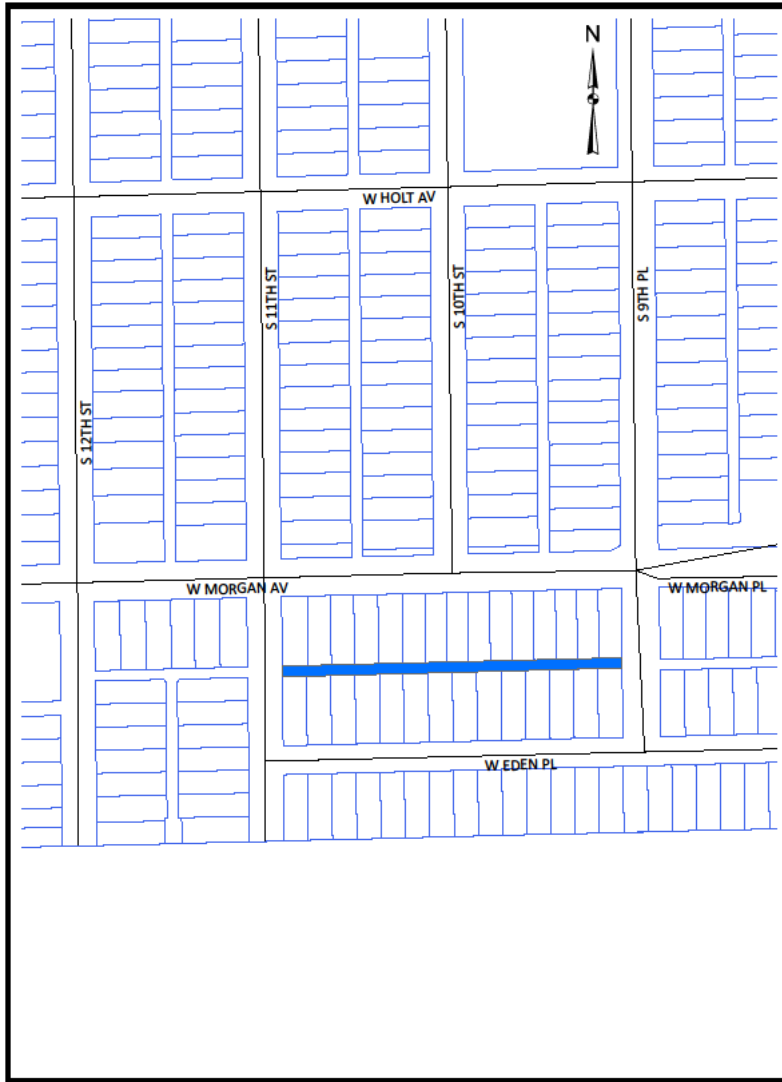 N
W HOLT AV
S 11TH ST
S 10TH ST
S 9TH PL
S 12TH ST
W MORGAN AV
W MORGAN PL
W EDEN PL